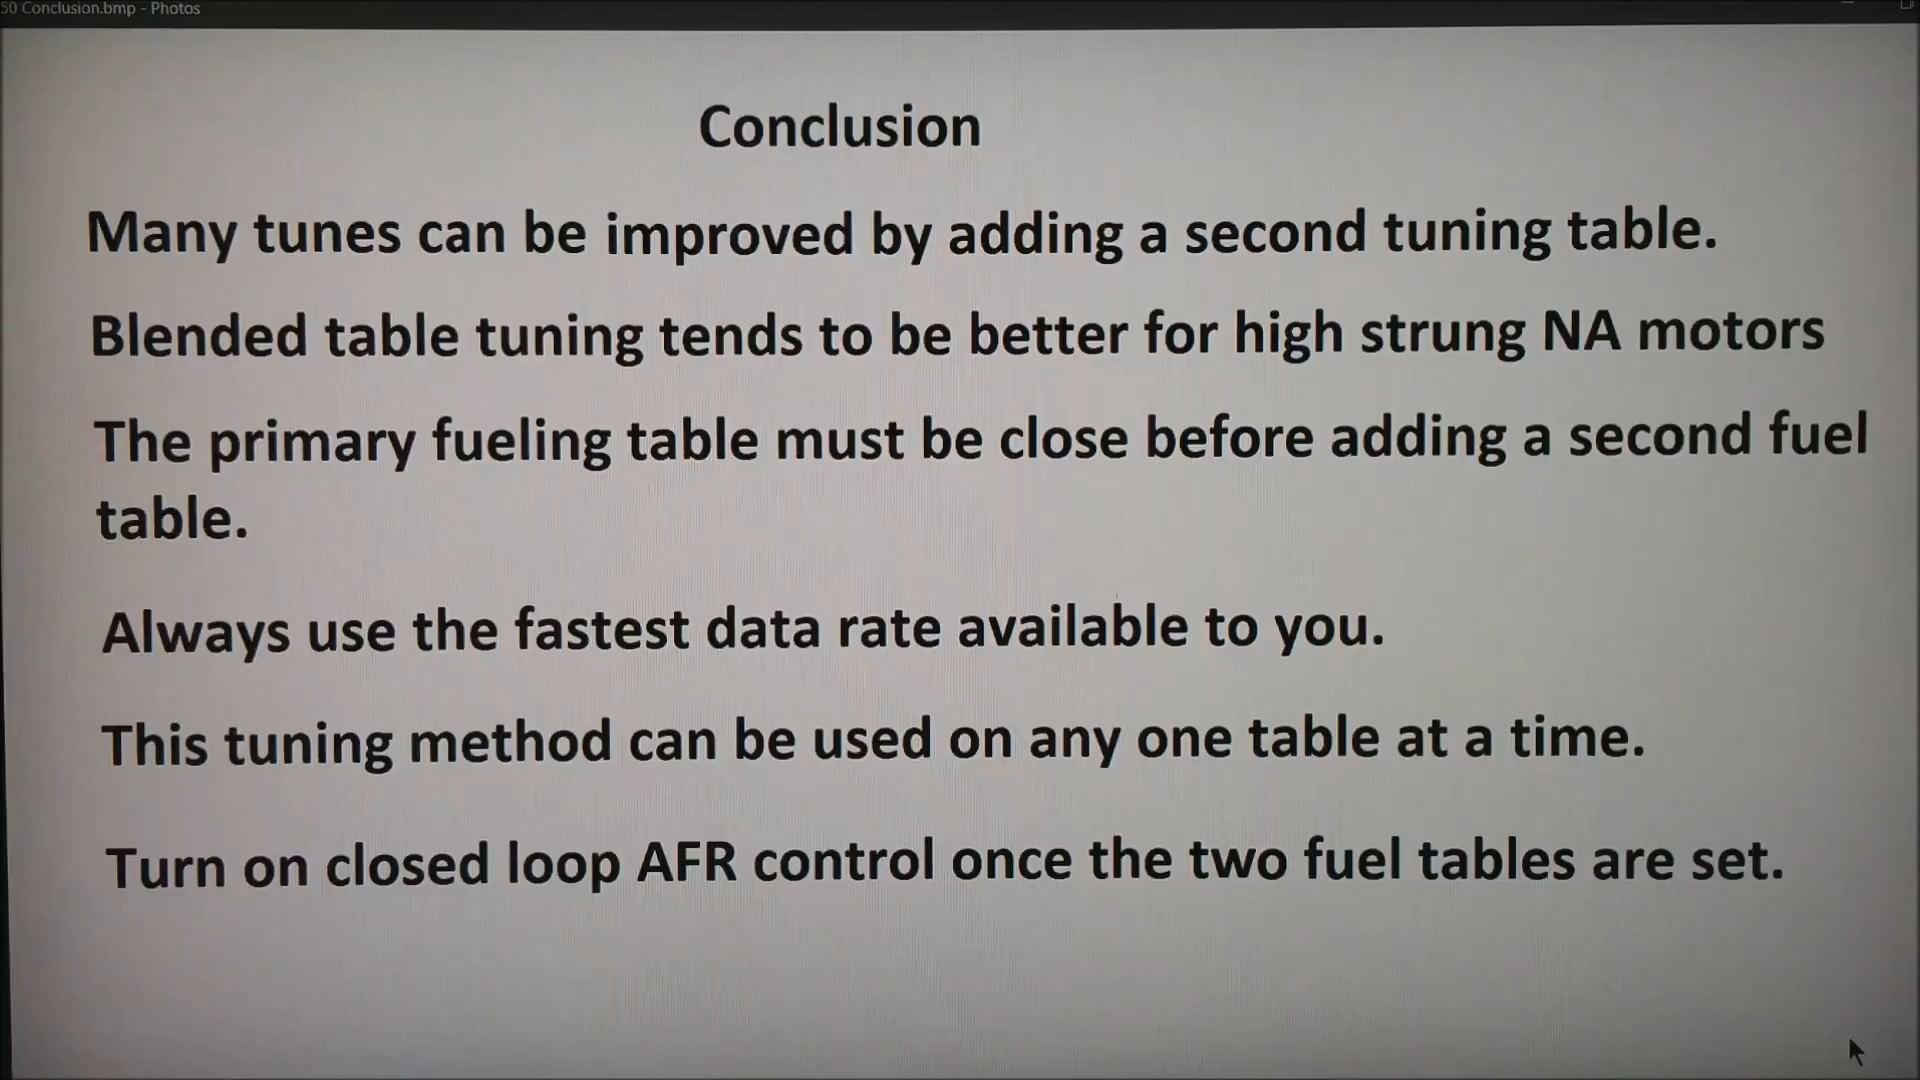 50 Conclusion.bmp - Photos
Conclusion
Many tunes can be improved by adding a second tuning table.
Blended table tuning tends to be better for high strung NA motors
The primary fueling table must be close before adding a second fuel
table.
Always use the fastest data rate available to you.
This tuning method can be used on any one table at a time.
Turn on closed loop AFR control once the two fuel tables are set.